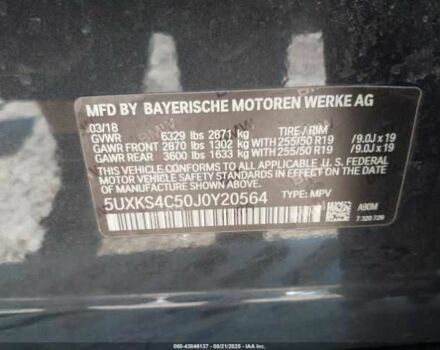 MFD BY BAYERISCHE MOTOREN WERKE AG
03/18 TIRE / RIM
GVWR 6329 lbs 2871 kg
GAWR FRONT 2870 lbs 1302 kg WITH 255/50 R19 /9.0J x 19
GAWR REAR 3600 lbs 1633 kg WITH 255/50 R19 /9.0J x 19
THIS VEHICLE CONFORMS TO ALL APPLICABLE U. S. FEDERAL
MOTOR VEHICLE SAFETY STANDARDS IN EFFECT ON THE DATE OF
MANUFACTURE SHOWN ABOVE.
5UXKS4C50J0Y20564 TYPE: MPV
A90M
7 320 729
000-43046137 - 09/21/2025 - IAA Inc.